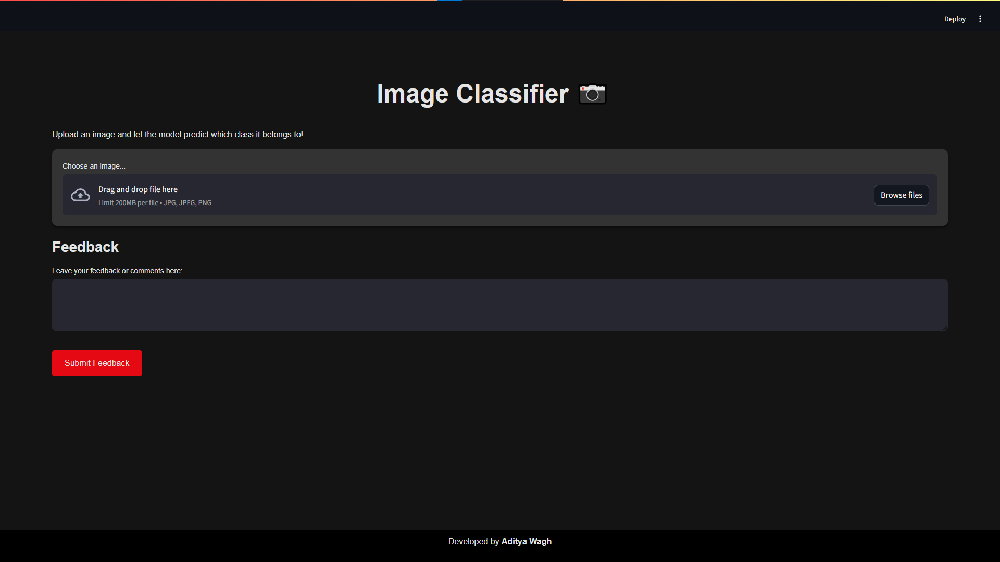 Deploy
Image Classifier 📷
Upload an image and let the model predict which class it belongs to!
Choose an image...
Drag and drop file here
Limit 200MB per file • JPG, JPEG, PNG
Browse files
Feedback
Leave your feedback or comments here:
Submit Feedback
Developed by Aditya Wagh